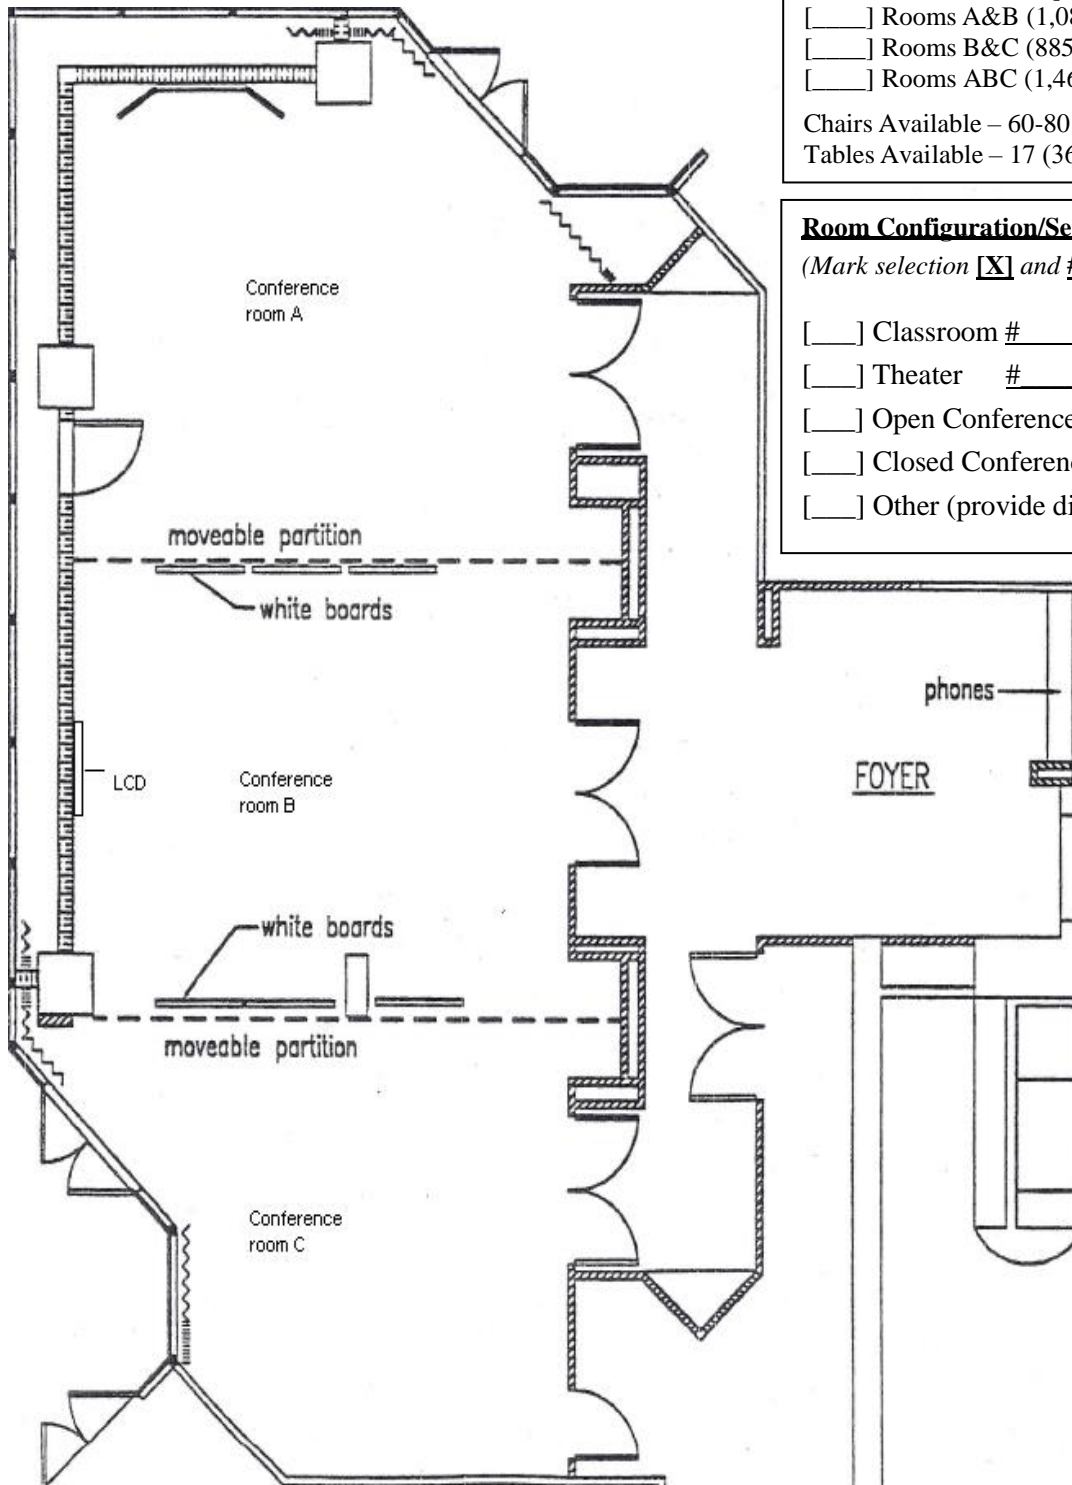 [____] Rooms A&B (1,08
[____] Rooms B&C (885
[____] Rooms ABC (1,46
Chairs Available – 60-80
Tables Available – 17 (36
Room Configuration/Se
(Mark selection [X] and #
[___] Classroom #
[___] Theater #
[___] Open Conference
[___] Closed Conferenc
[___] Other (provide di
Conference
room A
moveable partition
white boards
phones
LCD
Conference
room B
FOYER
white boards
moveable partition
Conference
room C